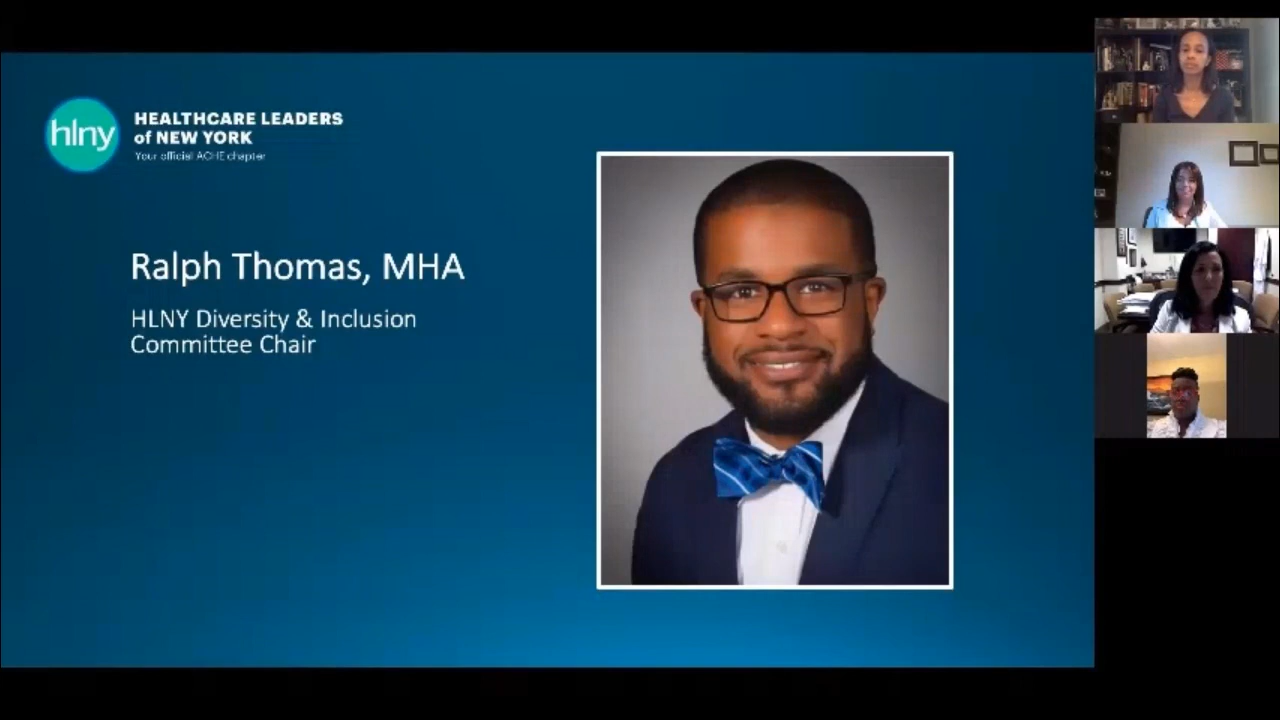 hlny
HEALTHCARE LEADERS
of NEW YORK
Your official ACHE chapter
Ralph Thomas, MHA
HLNY Diversity & Inclusion
Committee Chair